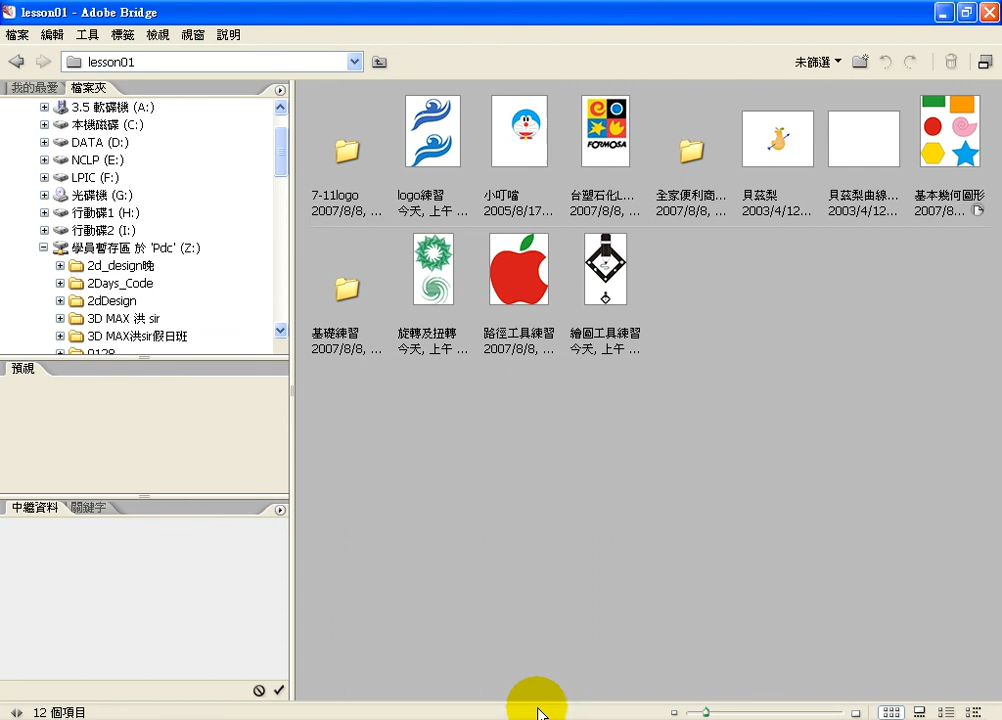 lesson01 - Adobe Bridge
檔案 編輯 工具 標籤 檢視 視窗 說明
lesson01
未篩選
我的最愛 檔案夾
3.5 軟碟機 (A:)
本機磁碟 (C:)
DATA (D:)
NCLP (E:)
LPIC (F:)
光碟機 (G:)
行動碟1 (H:)
行動碟2 (I:)
學員暫存區 於 'Pdc' (Z:)
2d_design晚
2Days_Code
2dDesign
3D MAX 洪 sir
3D MAX洪sir假日班
0128
預視
中繼資料 關鍵字
12 個項目
FORMOSA
7-11logo logo練習 小叮噹 台塑石化L... 全家便利商... 貝茲梨 貝茲梨曲線... 基本幾何圖形
2007/8/8, ... 今天, 上午 ... 2005/8/17... 2007/8/8, ... 2007/8/8, ... 2003/4/12... 2003/4/12... 2007/8...
基礎練習 旋轉及扭轉 路徑工具練習 繪圖工具練習
2007/8/8, ... 今天, 上午 ... 2007/8/8, ... 今天, 上午 ...